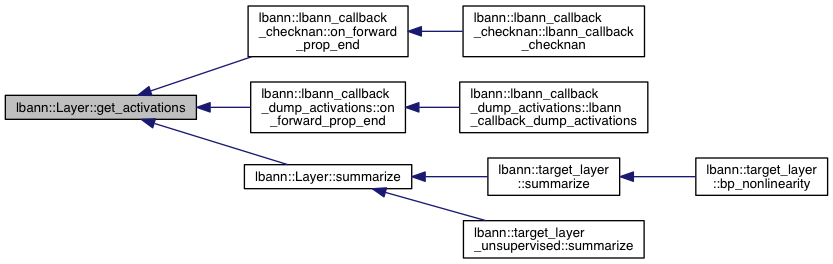 lbann::Layer::get_activations
lbann::lbann_callback
_checknan::on_forward
_prop_end
lbann::lbann_callback
_checknan::lbann_callback
_checknan
lbann::lbann_callback
_dump_activations::on
_forward_prop_end
lbann::lbann_callback
_dump_activations::lbann
_callback_dump_activations
lbann::Layer::summarize
lbann::target_layer
::summarize
lbann::target_layer
::bp_nonlinearity
lbann::target_layer
_unsupervised::summarize